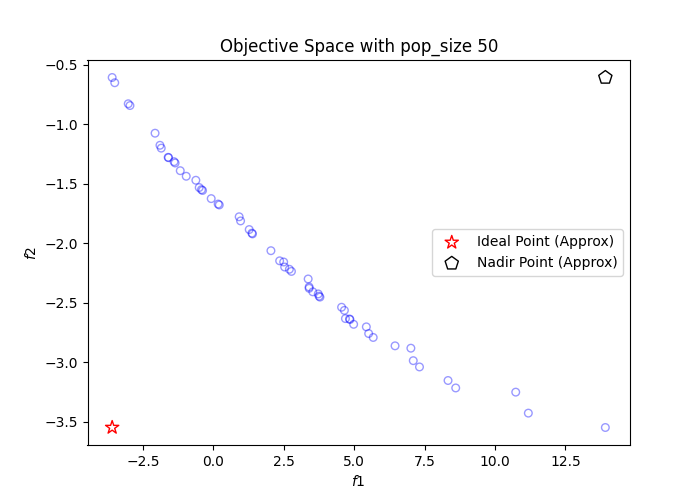 Objective Space with pop_size 50
−0.5
−1.0
−1.5
−2.0
−2.5
−3.0
−3.5
f2
Ideal Point (Approx)
Nadir Point (Approx)
−2.5 0.0 2.5 5.0 7.5 10.0 12.5
f1